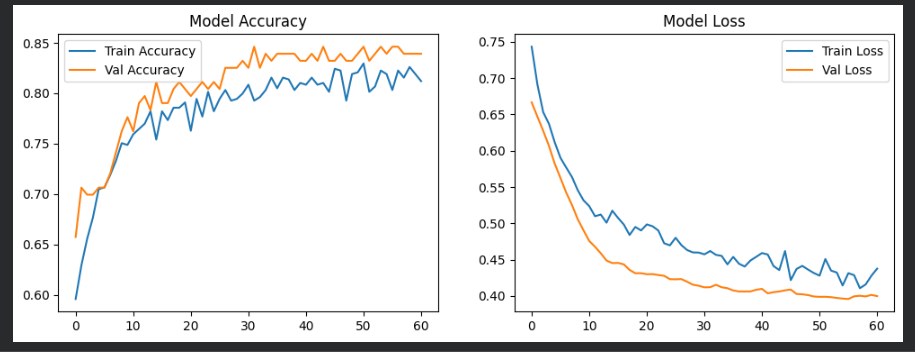 Model Accuracy
0.85
0.80
0.75
0.70
0.65
0.60
Train Accuracy
Val Accuracy
0 10 20 30 40 50 60
Model Loss
0.75
0.70
0.65
0.60
0.55
0.50
0.45
0.40
Train Loss
Val Loss
0 10 20 30 40 50 60